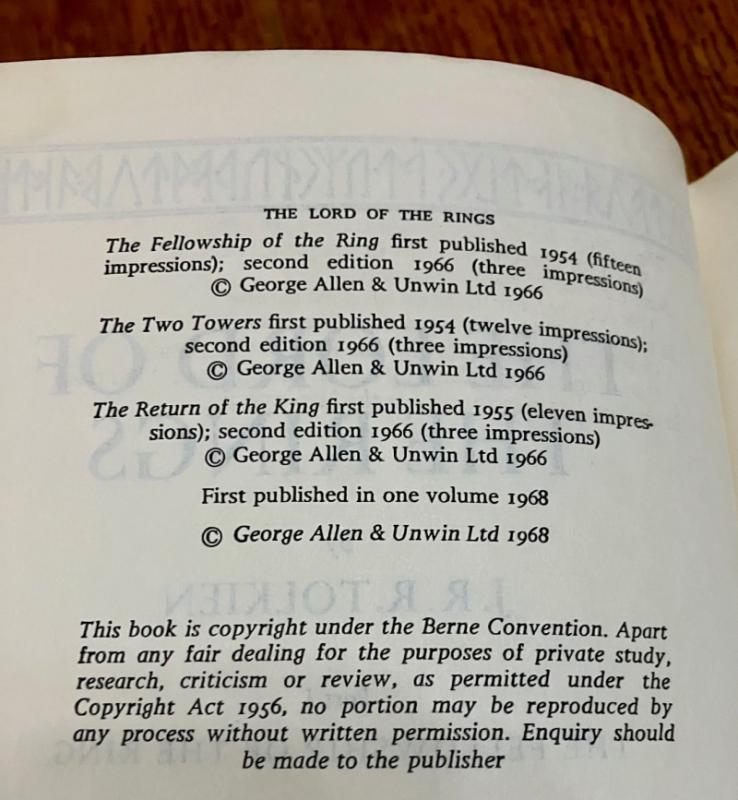 THE LORD OF THE RINGS
The Fellowship of the Ring first published 1954 (fifteen
impressions); second edition 1966 (three impressions)
© George Allen & Unwin Ltd 1966
The Two Towers first published 1954 (twelve impressions);
second edition 1966 (three impressions)
© George Allen & Unwin Ltd 1966
The Return of the King first published 1955 (eleven impres-
sions); second edition 1966 (three impressions)
© George Allen & Unwin Ltd 1966
First published in one volume 1968
© George Allen & Unwin Ltd 1968
This book is copyright under the Berne Convention. Apart
from any fair dealing for the purposes of private study,
research, criticism or review, as permitted under the
Copyright Act 1956, no portion may be reproduced by
any process without written permission. Enquiry should
be made to the publisher